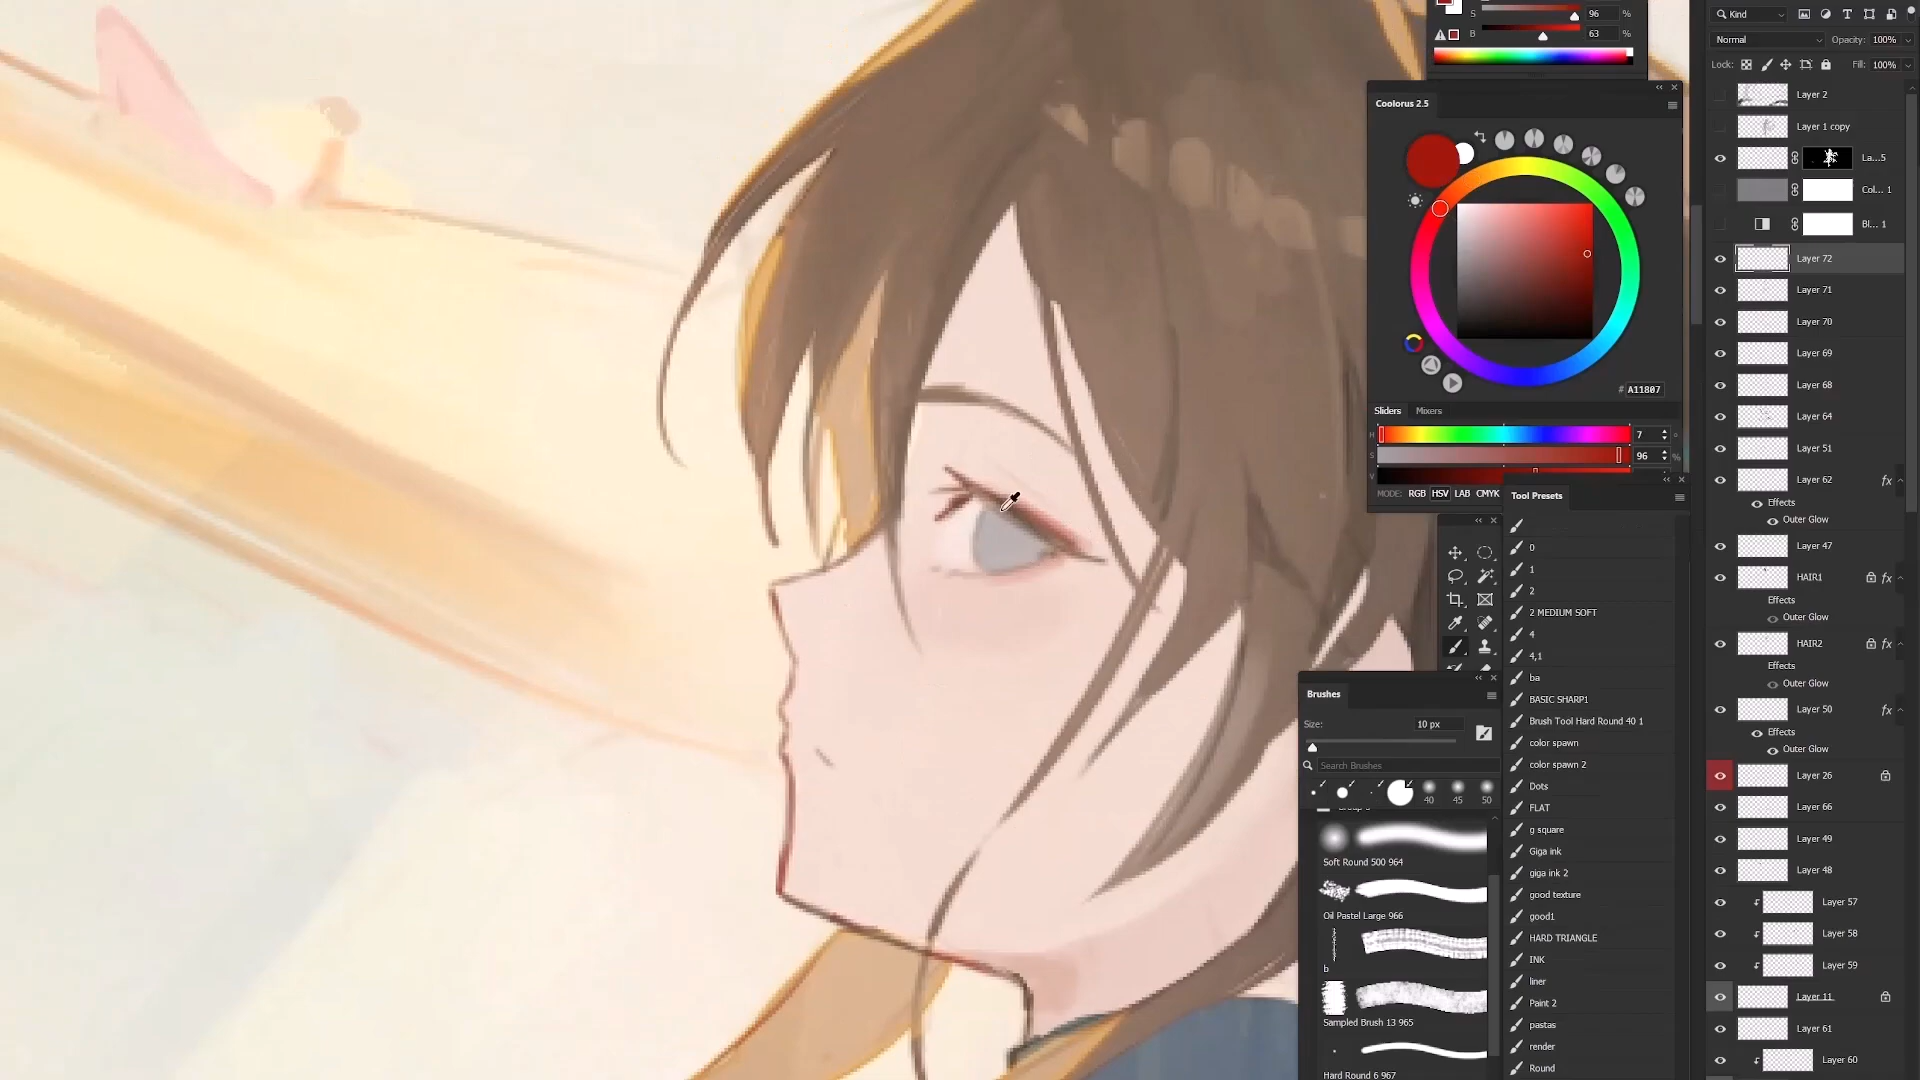 S 96 %
B 63 %
Coolorus 2.5
# A11807
Sliders Mixers
H 7 °
S 96 %
V
MODE: RGB HSV LAB CMYK
Tool Presets
0
1
2
2 MEDIUM SOFT
4
4,1
ba
BASIC SHARP1
Brush Tool Hard Round 40 1
color spawn
color spawn 2
Dots
FLAT
g square
Giga ink
giga ink 2
good texture
good1
HARD TRIANGLE
INK
liner
Paint 2
pastas
render
Round
Brushes
Size: 10 px
Search Brushes
40 45 50
Soft Round 500 964
Oil Pastel Large 966
b
Sampled Brush 13 965
Hard Round 6 967
Kind
Normal Opacity: 100%
Lock: Fill: 100%
Layer 2
Layer 1 copy
La...5
Col... 1
Bl... 1
Layer 72
Layer 71
Layer 70
Layer 69
Layer 68
Layer 64
Layer 51
Layer 62 fx
Effects
Outer Glow
Layer 47
HAIR1 fx
Effects
Outer Glow
HAIR2 fx
Effects
Outer Glow
Layer 50 fx
Effects
Outer Glow
Layer 26
Layer 66
Layer 49
Layer 48
Layer 57
Layer 58
Layer 59
Layer 11
Layer 61
Layer 60